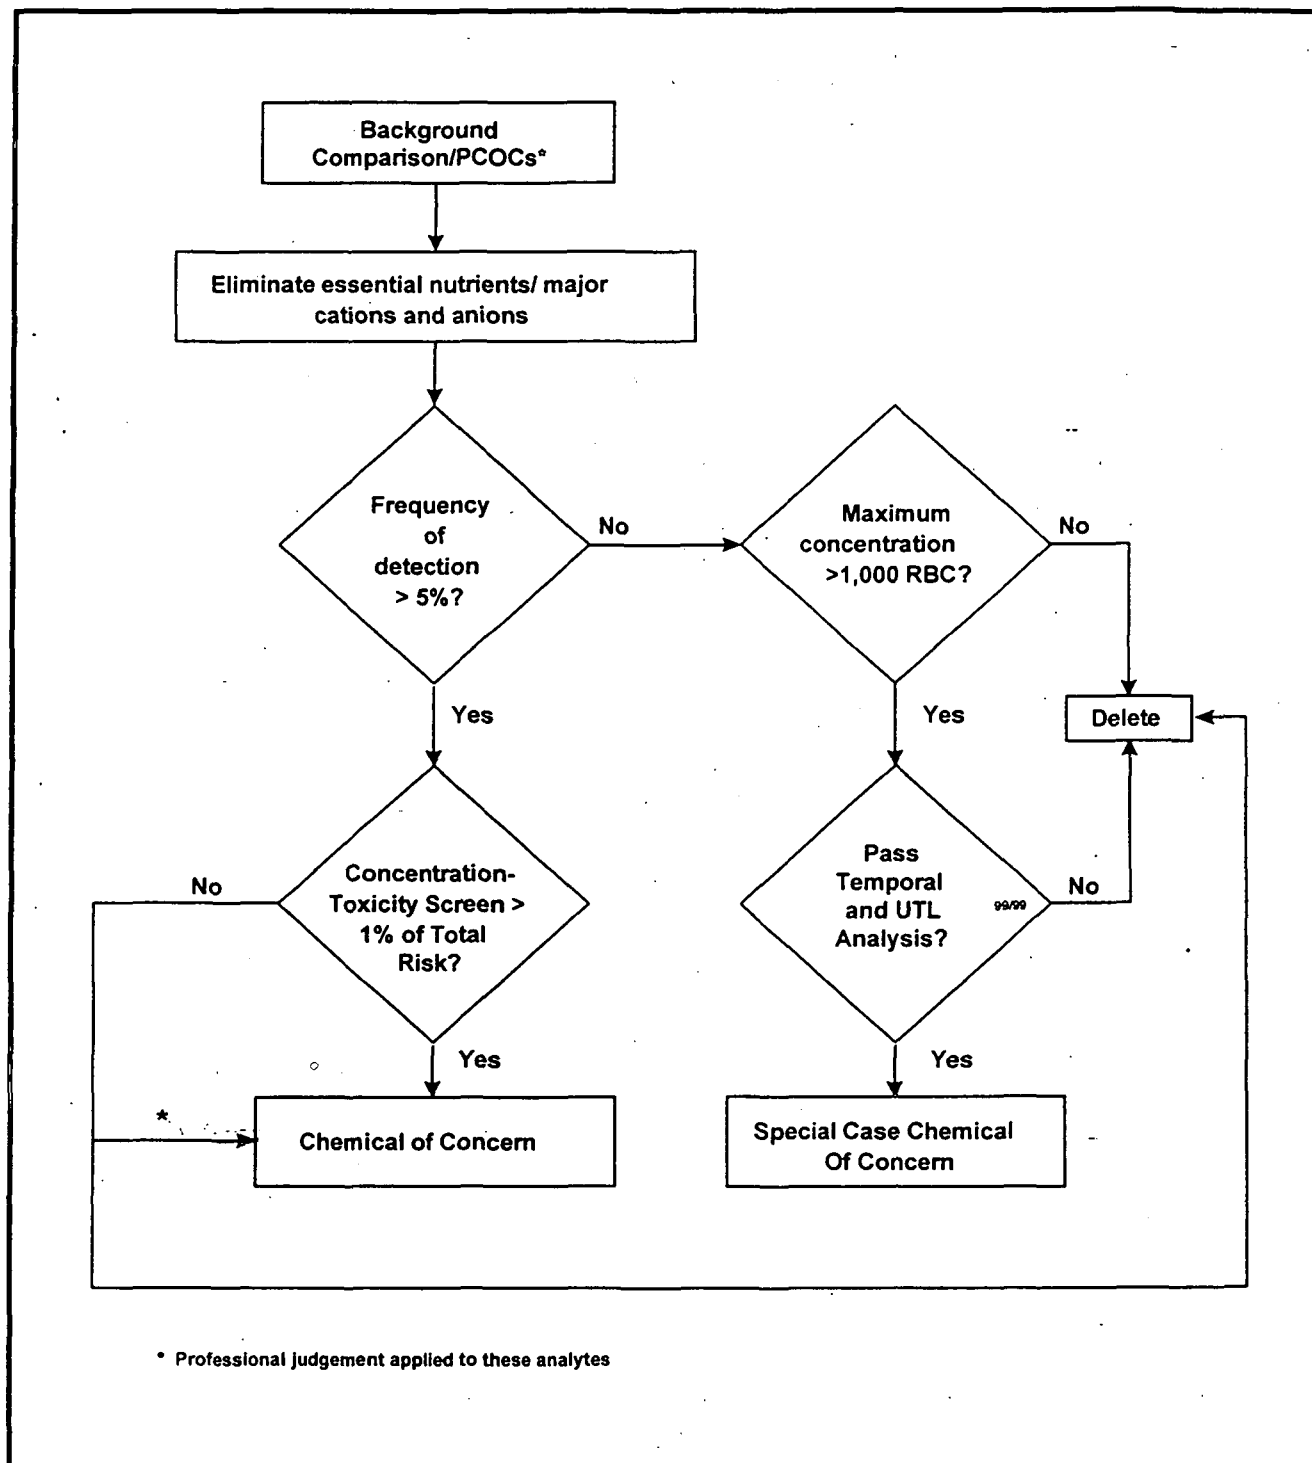 Background
Comparison/PCOCs*
Eliminate essential nutrients/ major
cations and anions
Frequency
of
detection
> 5%?
No
Maximum
concentration
>1,000 RBC?
No
Yes
Yes
Delete
Concentration-
Toxicity Screen >
1% of Total
Risk?
No
Pass
Temporal
and UTL 99/99
Analysis?
No
Yes
Yes
*
Chemical of Concern
Special Case Chemical
Of Concern
* Professional judgement applied to these analytes